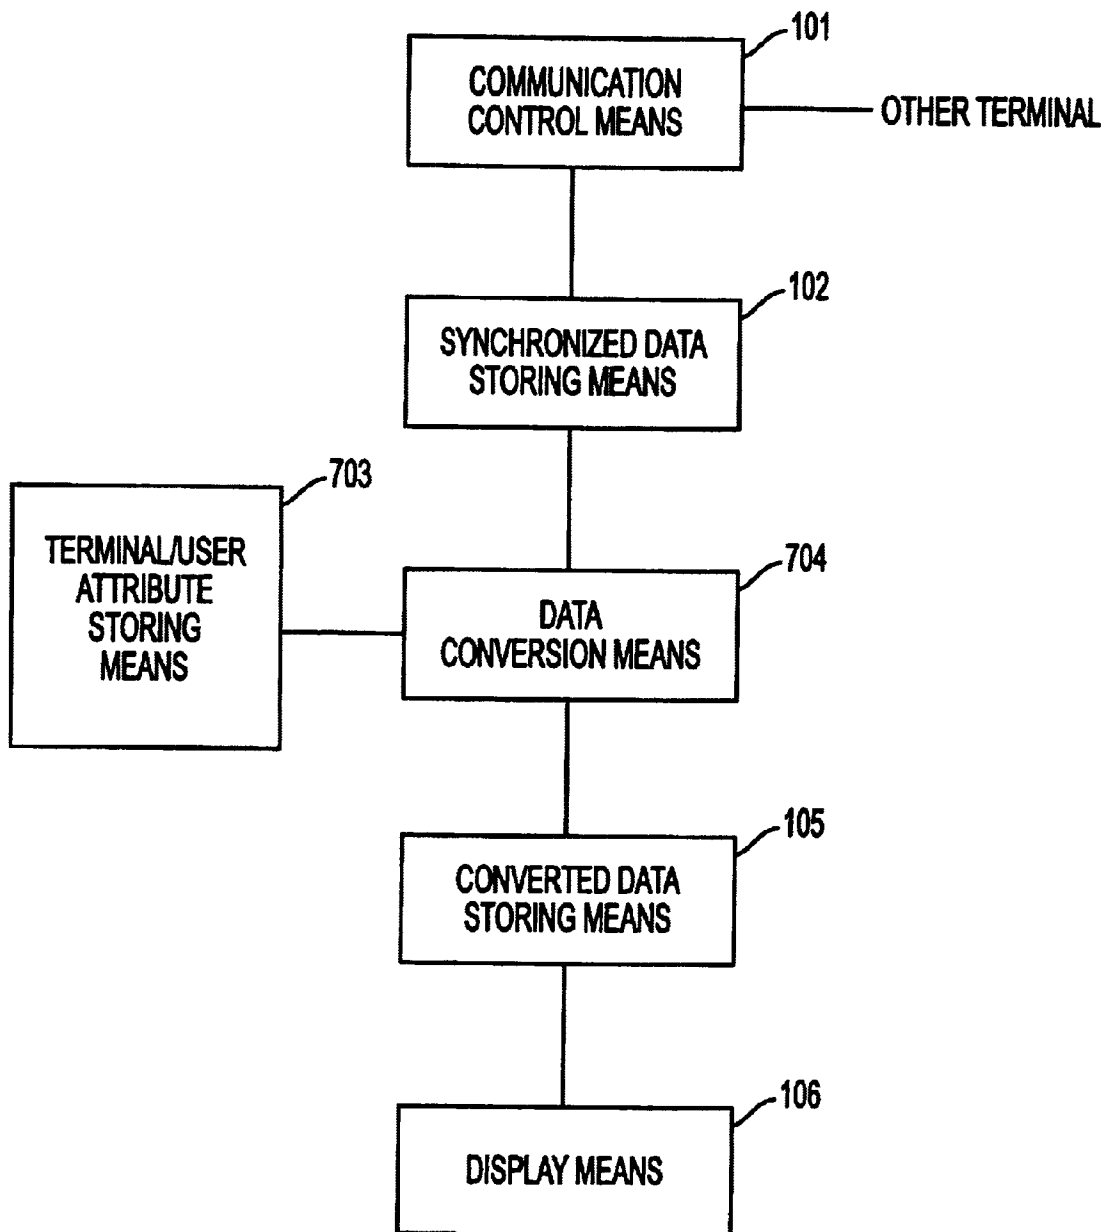 101
COMMUNICATION
CONTROL MEANS
OTHER TERMINAL
102
SYNCHRONIZED DATA
STORING MEANS
703
TERMINAL/USER
ATTRIBUTE
STORING
MEANS
704
DATA
CONVERSION MEANS
105
CONVERTED DATA
STORING MEANS
106
DISPLAY MEANS